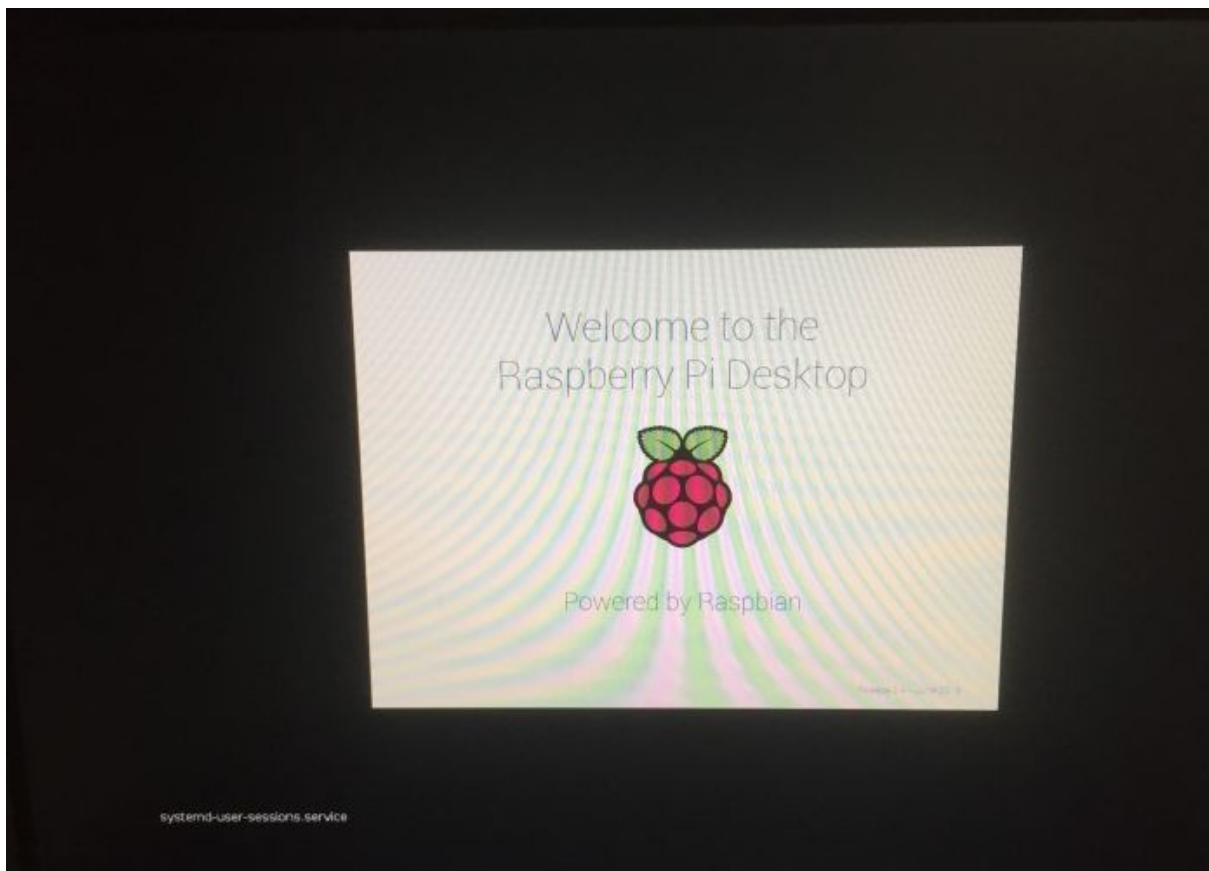 Welcome to the
Raspberry Pi Desktop
Powered by Raspbian
systemd-user-sessions.service